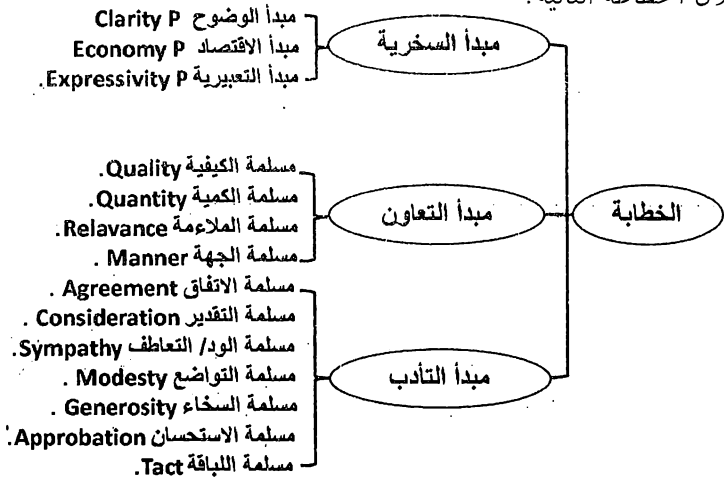 الخطابة
مبدأ السخرية
مبدأ الوضوح Clarity P
مبدأ الاقتصاد Economy P
مبدأ التعبيرية Expressivity P.
مبدأ التعاون
مسلمة الكيفية Quality.
مسلمة الكمية Quantity.
مسلمة الملاءمة Relavance.
مسلمة الجهة Manner .
مبدأ التأدب
مسلمة الاتفاق Agreement .
مسلمة التقدير Consideration .
مسلمة الود/ التعاطف Sympathy.
مسلمة التواضع Modesty .
مسلمة السخاء Generosity .
مسلمة الاستحسان Approbation.
مسلمة اللباقة Tact.